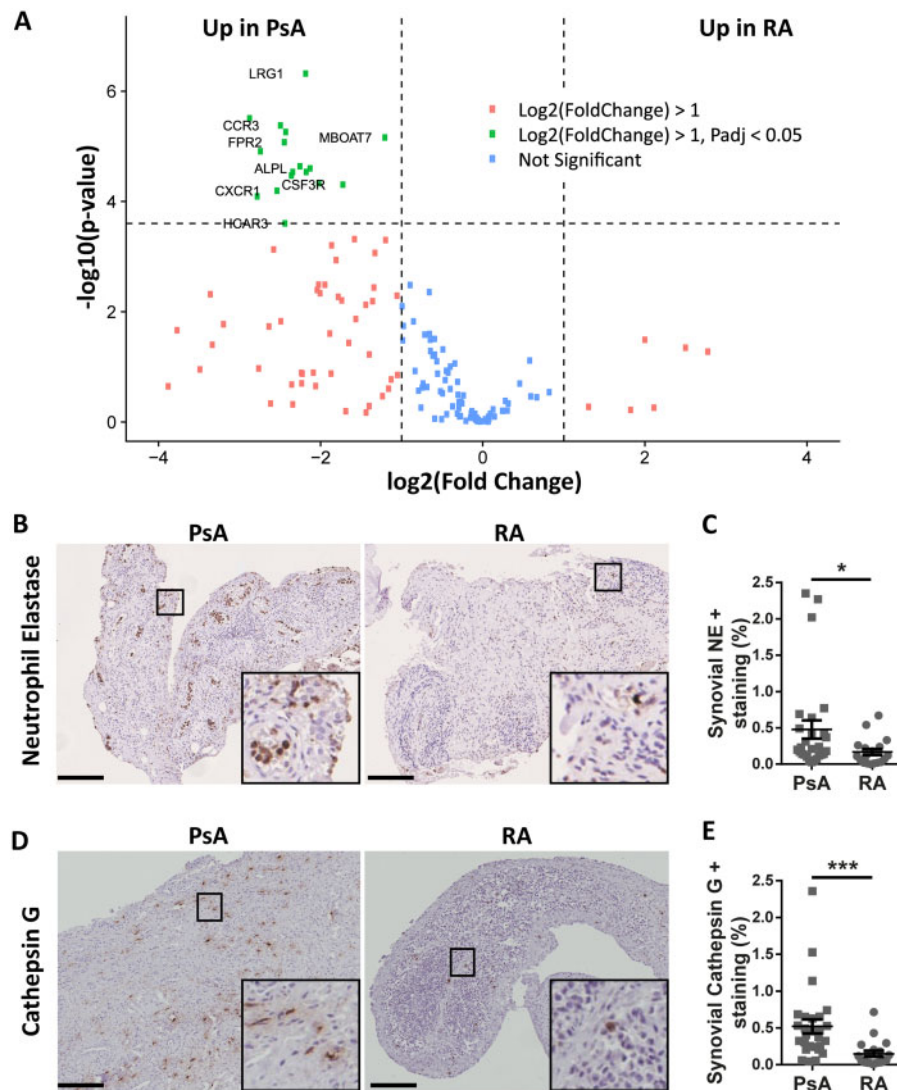 A
Up in PsA
Up in RA
LRG1
CCR3
FPR2
MBOAT7
ALPL
CXCR1
CSF3R
HCAR3
Log2(FoldChange) > 1
Log2(FoldChange) > 1, Padj < 0.05
Not Significant
-log10(p-value)
6
4
2
0
−4
−2
0
2
4
log2(Fold Change)
B
PsA
RA
Neutrophil Elastase
C
*
Synovial NE +
staining (%)
2.5
2.0
1.5
1.0
0.5
0.0
PsA
RA
D
PsA
RA
Cathepsin G
E
***
Synovial Cathepsin G +
staining (%)
2.5
2.0
1.5
1.0
0.5
0.0
PsA
RA